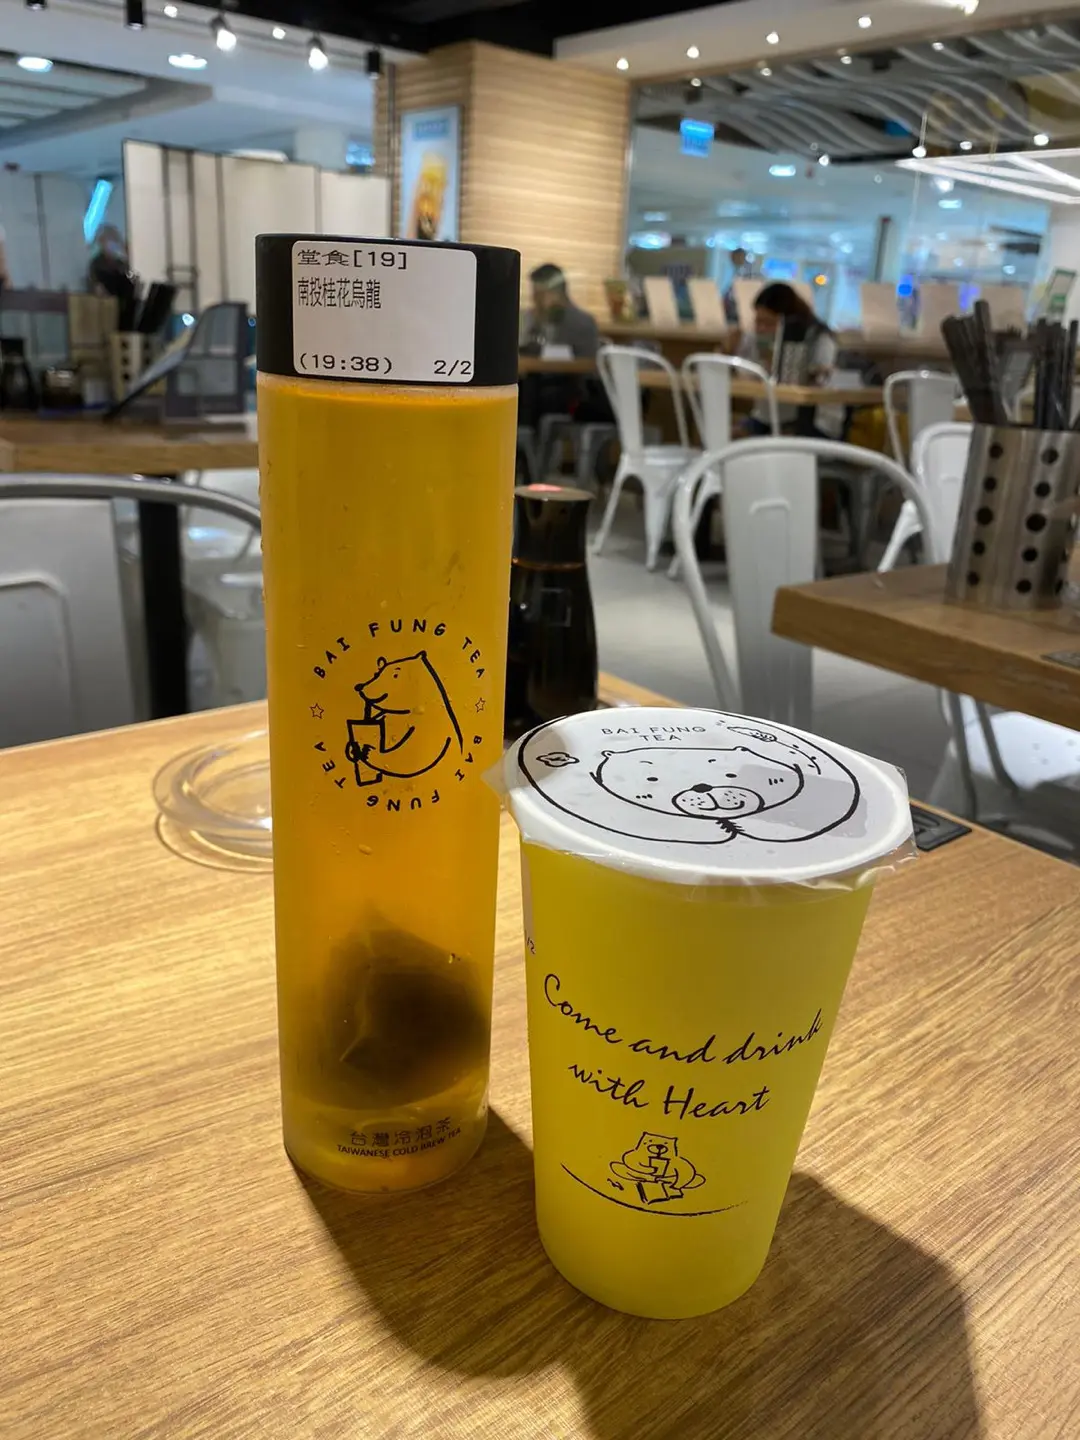 堂食[19]
南投桂花烏龍
(19:38) 2/2
BAI FUNG TEA ☆ BAI FUNG TEA ☆
台灣冷泡茶
TAIWANESE COLD BREW TEA
BAI FUNG
TEA
/2
Come and drink
with Heart